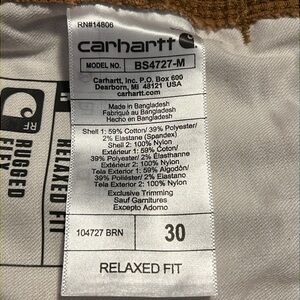 RN#14806
carhartt
MODEL NO. BS4727-M
Carhartt, Inc. P.O. Box 600
Dearborn, MI 48121 USA
carhartt.com
Made in Bangladesh
Fabriqué au Bangladesh
Hecho en Bangladesh
Shell 1: 59% Cotton/ 39% Polyester/
2% Elastane (Spandex)
Shell 2: 100% Nylon
Extérieur 1: 59% Coton/
39% Polyester/ 2% Élasthanne
Extérieur 2: 100% Nylon
Tela Exterior 1: 59% Algodón/
39% Poliéster/ 2% Elastano
Tela Exterior 2: 100% Nylon
Exclusive Trimming
Sauf Garnitures
Excepto Adorno
104727 BRN
30
RELAXED FIT
RF
RUGGED
FLEX
RELAXED FIT